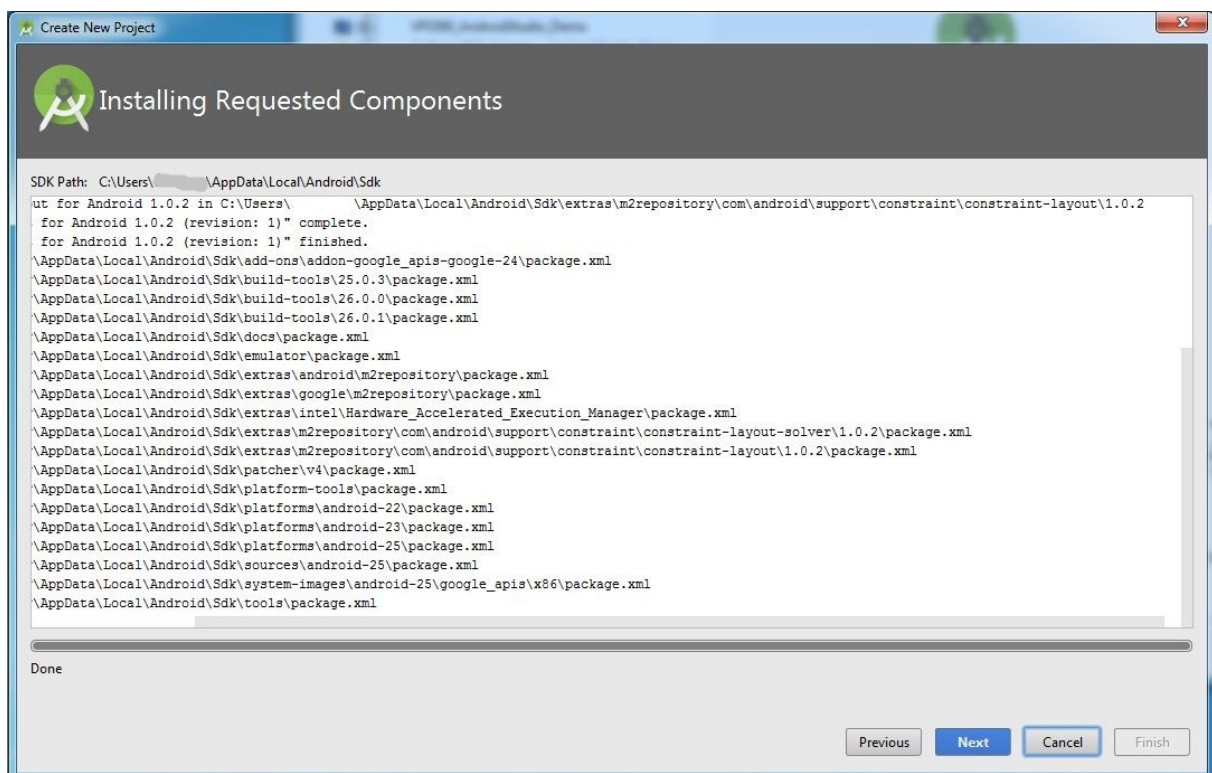 Create New Project
Installing Requested Components
SDK Path: C:\Users\ \AppData\Local\Android\Sdk
ut for Android 1.0.2 in C:\Users\ \AppData\Local\Android\Sdk\extras\m2repository\com\android\support\constraint\constraint-layout\1.0.2
for Android 1.0.2 (revision: 1)" complete.
for Android 1.0.2 (revision: 1)" finished.
\AppData\Local\Android\Sdk\add-ons\addon-google_apis-google-24\package.xml
\AppData\Local\Android\Sdk\build-tools\25.0.3\package.xml
\AppData\Local\Android\Sdk\build-tools\26.0.0\package.xml
\AppData\Local\Android\Sdk\build-tools\26.0.1\package.xml
\AppData\Local\Android\Sdk\docs\package.xml
\AppData\Local\Android\Sdk\emulator\package.xml
\AppData\Local\Android\Sdk\extras\android\m2repository\package.xml
\AppData\Local\Android\Sdk\extras\google\m2repository\package.xml
\AppData\Local\Android\Sdk\extras\intel\Hardware_Accelerated_Execution_Manager\package.xml
\AppData\Local\Android\Sdk\extras\m2repository\com\android\support\constraint\constraint-layout-solver\1.0.2\package.xml
\AppData\Local\Android\Sdk\extras\m2repository\com\android\support\constraint\constraint-layout\1.0.2\package.xml
\AppData\Local\Android\Sdk\patcher\v4\package.xml
\AppData\Local\Android\Sdk\platform-tools\package.xml
\AppData\Local\Android\Sdk\platforms\android-22\package.xml
\AppData\Local\Android\Sdk\platforms\android-23\package.xml
\AppData\Local\Android\Sdk\platforms\android-25\package.xml
\AppData\Local\Android\Sdk\sources\android-25\package.xml
\AppData\Local\Android\Sdk\system-images\android-25\google_apis\x86\package.xml
\AppData\Local\Android\Sdk\tools\package.xml
Done
Previous Next Cancel Finish